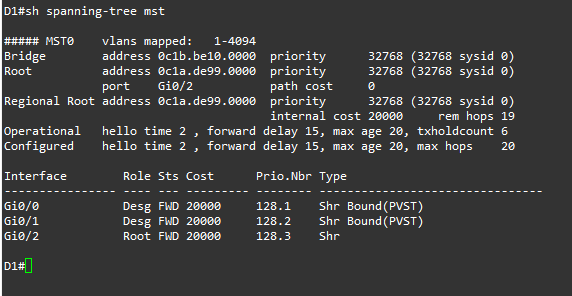 D1#sh spanning-tree mst
##### MST0    vlans mapped:   1-4094
Bridge        address 0c1b.be10.0000  priority      32768 (32768 sysid 0)
Root          address 0c1a.de99.0000  priority      32768 (32768 sysid 0)
              port    Gi0/2           path cost     0
Regional Root address 0c1a.de99.0000  priority      32768 (32768 sysid 0)
                                      internal cost 20000     rem hops 19
Operational   hello time 2 , forward delay 15, max age 20, txholdcount 6
Configured    hello time 2 , forward delay 15, max age 20, max hops    20
Interface        Role Sts Cost      Prio.Nbr Type
---------------- ---- --- --------- -------- --------------------------------
Gi0/0            Desg FWD 20000     128.1    Shr Bound(PVST)
Gi0/1            Desg FWD 20000     128.2    Shr Bound(PVST)
Gi0/2            Root FWD 20000     128.3    Shr
D1#